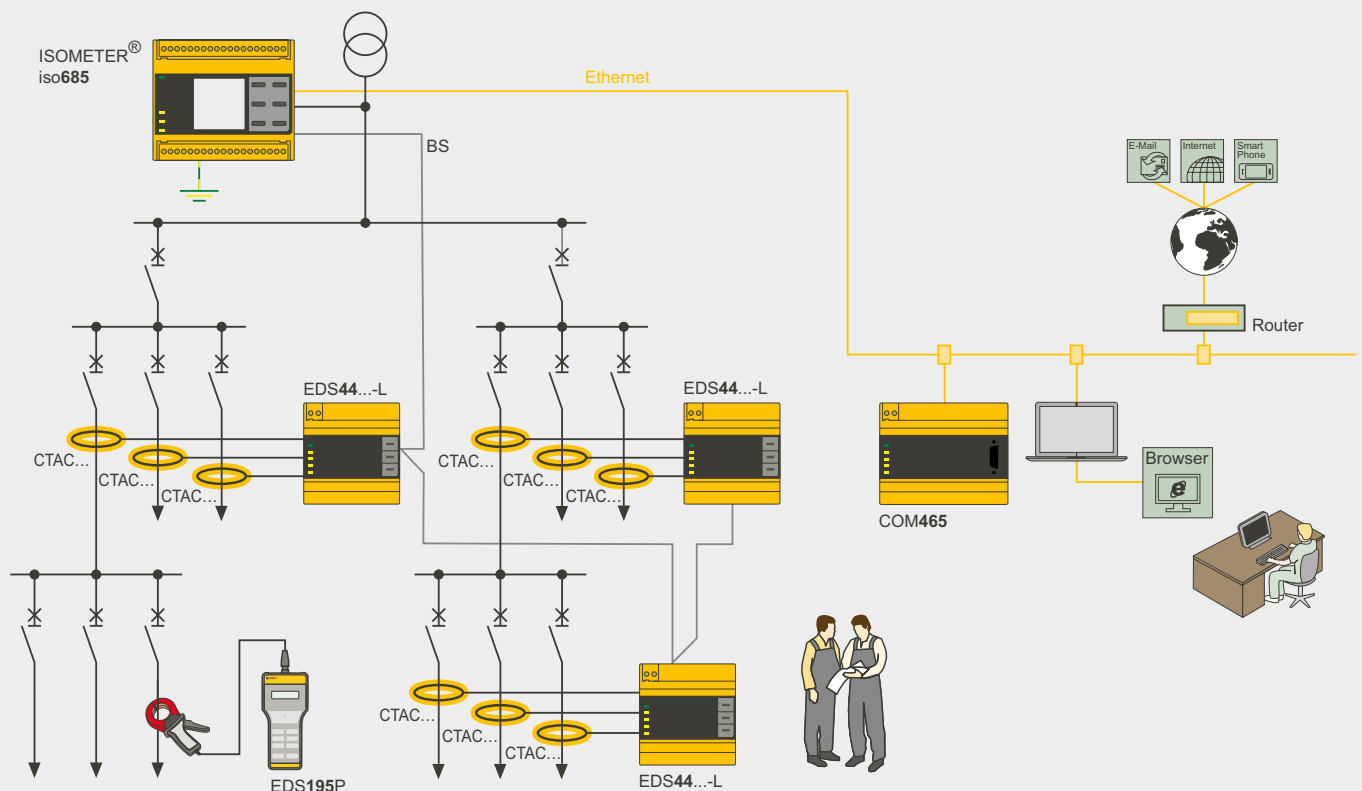 ISOMETER®
iso685
Ethernet
BS
E-Mail
Internet
Smart
Phone
Router
EDS44...-L
EDS44...-L
CTAC...
CTAC...
CTAC...
CTAC...
CTAC...
CTAC...
COM465
Browser
CTAC...
CTAC...
CTAC...
EDS195P
EDS44...-L